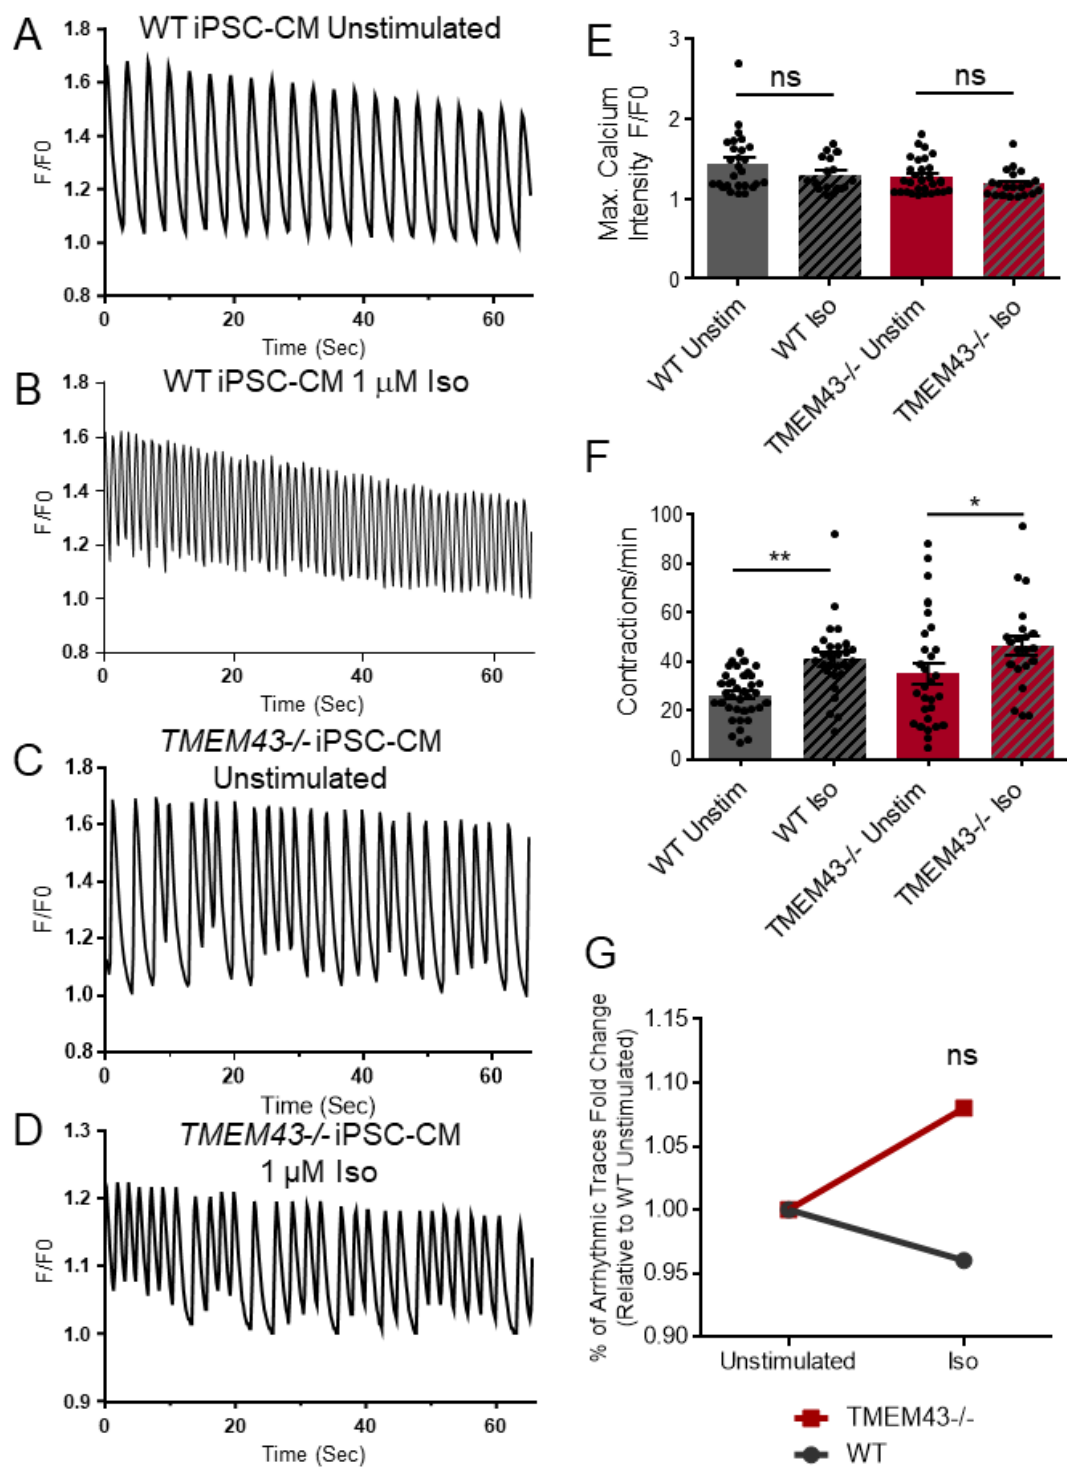 A
WT iPSC-CM Unstimulated
1.8
1.6
1.4
1.2
1.0
0.8
F/F0
0
20
40
60
Time (Sec)
B
WT iPSC-CM 1 µM Iso
1.8
1.6
1.4
1.2
1.0
0.8
F/F0
0
20
40
60
Time (Sec)
C
TMEM43-/- iPSC-CM
Unstimulated
1.8
1.6
1.4
1.2
1.0
0.8
F/F0
0
20
40
60
Time (Sec)
D
TMEM43-/- iPSC-CM
1 µM Iso
1.3
1.2
1.1
1.0
0.9
F/F0
0
20
40
60
Time (Sec)
E
Max. Calcium
Intensity F/F0
3
2
1
0
ns
ns
WT Unstim
WT Iso
TMEM43-/- Unstim
TMEM43-/- Iso
F
Contractions/min
100
80
60
40
20
0
**
*
WT Unstim
WT Iso
TMEM43-/- Unstim
TMEM43-/- Iso
G
% of Arrhythmic Traces Fold Change
(Relative to WT Unstimulated)
1.15
1.10
1.05
1.00
0.95
0.90
ns
Unstimulated
Iso
TMEM43-/-
WT